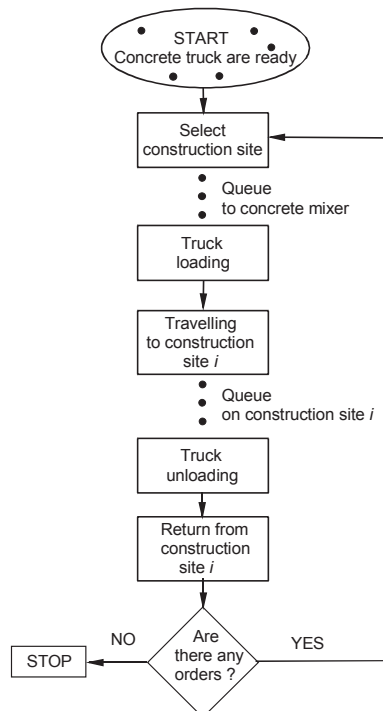 START
Concrete truck are ready
Select
construction site
Queue
to concrete mixer
Truck
loading
Travelling
to construction
site i
Queue
on construction site i
Truck
unloading
Return from
construction
site i
Are
there any
orders ?
NO
YES
STOP